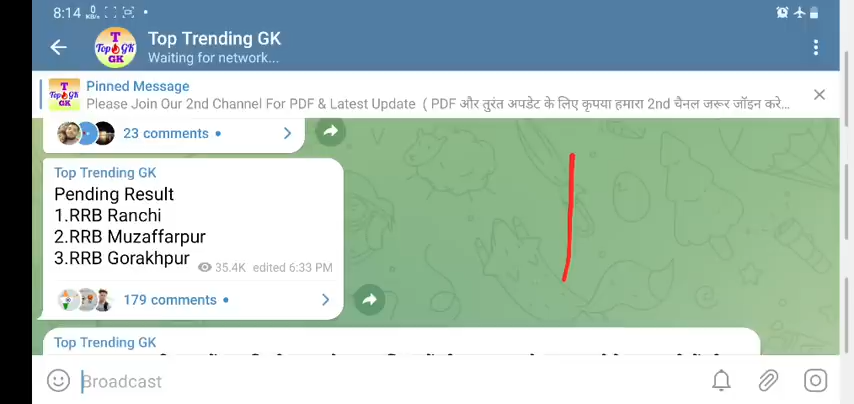 8:14 0 KB/s
Top Trending GK
Waiting for network...
Pinned Message
Please Join Our 2nd Channel For PDF & Latest Update ( PDF और तुरंत अपडेट के लिए कृपया हमारा 2nd चैनल जरूर जॉइन करे...
23 comments
Top Trending GK
Pending Result
1.RRB Ranchi
2.RRB Muzaffarpur
3.RRB Gorakhpur
35.4K edited 6:33 PM
179 comments
Top Trending GK
Broadcast